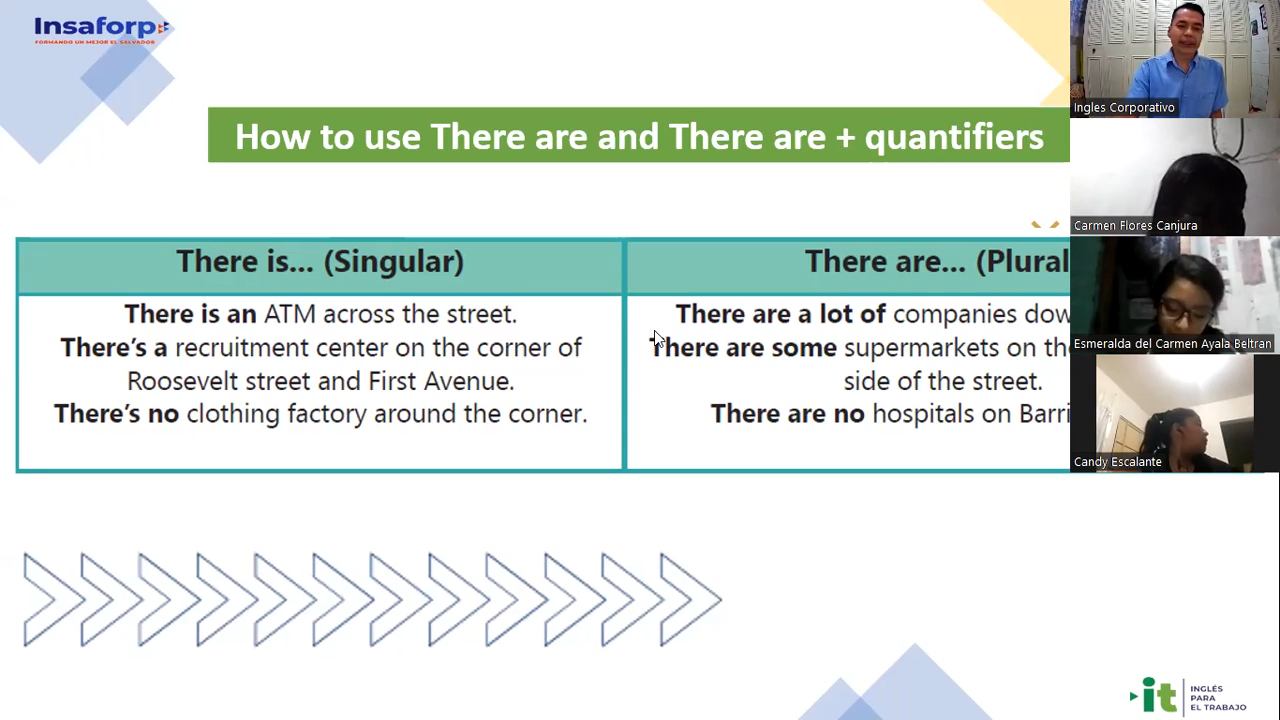 Insaforp
FORMANDO UN MEJOR EL SALVADOR
How to use There are and There are + quantifiers
There is... (Singular)
There is an ATM across the street.
There's a recruitment center on the corner of
Roosevelt street and First Avenue.
There's no clothing factory around the corner.
There are... (Plural
There are a lot of companies
There are some supermarkets on
side of the street.
There are no hospitals on
Ingles Corporativo
Carmen Flores Canjura
Esmeralda del Carmen Ayala Beltran
Candy Escalante
it
INGLÉS
PARA
EL TRABAJO